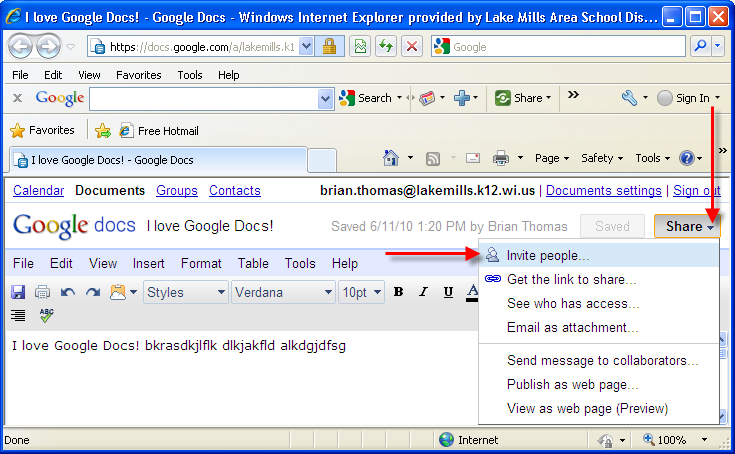 I love Google Docs! - Google Docs - Windows Internet Explorer provided by Lake Mills Area School Dis...
https://docs.google.com/a/lakemills.k1 Google
File Edit View Favorites Tools Help
x Google Search Share » Sign In
Favorites Free Hotmail
I love Google Docs! - Google Docs Page Safety Tools »
Calendar Documents Groups Contacts brian.thomas@lakemills.k12.wi.us | Documents settings | Sign out
Google docs I love Google Docs! Saved 6/11/10 1:20 PM by Brian Thomas Saved Share
File Edit View Insert Format Table Tools Help
Styles Verdana 10pt B I U A
ABC
I love Google Docs! bkrasdkjlflk dlkjakfld alkdgjdfsg
Invite people...
Get the link to share...
See who has access...
Email as attachment...
Send message to collaborators...
Publish as web page...
View as web page (Preview)
Done Internet 100%